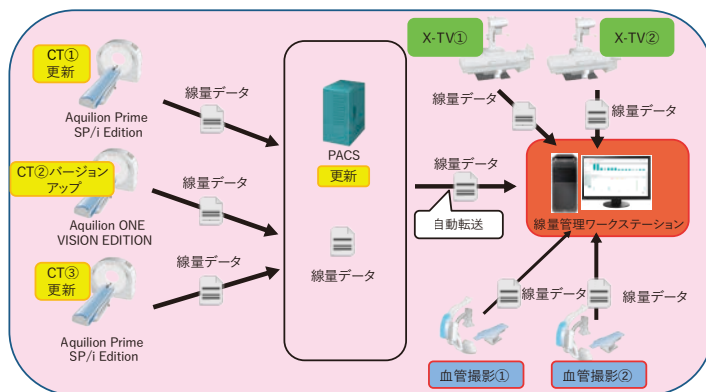 CT①
更新
Aquilion Prime
SP/i Edition
線量データ
CT②バージョン
アップ
Aquilion ONE
VISION EDITION
線量データ
CT③
更新
Aquilion Prime
SP/i Edition
線量データ
PACS
更新
線量データ
線量データ
自動転送
X-TV①
X-TV②
線量データ
線量データ
線量管理ワークステーション
線量データ
線量データ
血管撮影①
血管撮影②